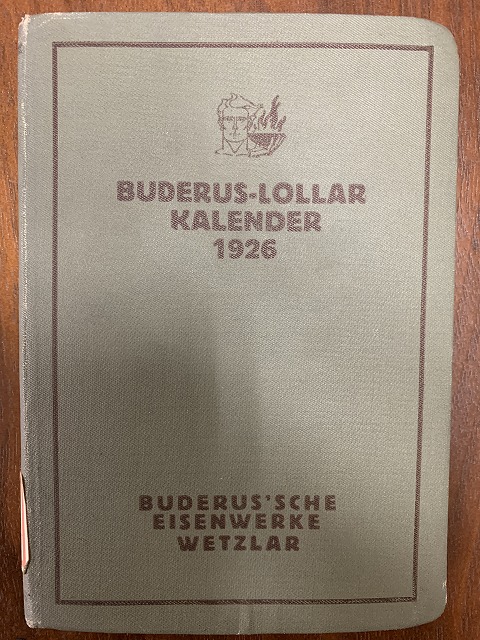 BUDERUS-LOLLAR
KALENDER
1926
BUDERUS'SCHE
EISENWERKE
WETZLAR